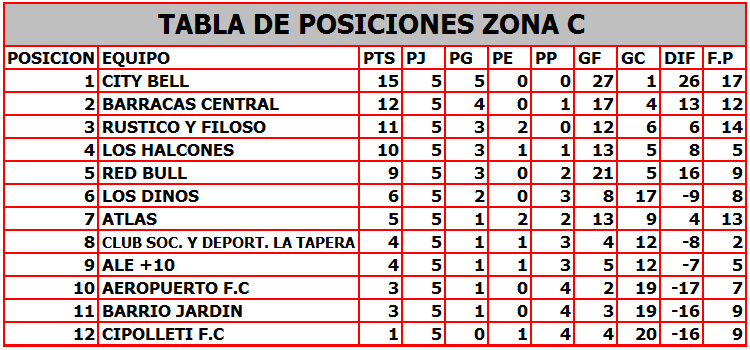 TABLA DE POSICIONES ZONA C
POSICION EQUIPO PTS PJ PG PE PP GF GC DIF F.P
1 CITY BELL 15 5 5 0 0 27 1 26 17
2 BARRACAS CENTRAL 12 5 4 0 1 17 4 13 12
3 RUSTICO Y FILOSO 11 5 3 2 0 12 6 6 14
4 LOS HALCONES 10 5 3 1 1 13 5 8 5
5 RED BULL 9 5 3 0 2 21 5 16 9
6 LOS DINOS 6 5 2 0 3 8 17 -9 8
7 ATLAS 5 5 1 2 2 13 9 4 13
8 CLUB SOC. Y DEPORT. LA TAPERA 4 5 1 1 3 4 12 -8 2
9 ALE +10 4 5 1 1 3 5 12 -7 5
10 AEROPUERTO F.C 3 5 1 0 4 2 19 -17 7
11 BARRIO JARDIN 3 5 1 0 4 3 19 -16 9
12 CIPOLLETI F.C 1 5 0 1 4 4 20 -16 9